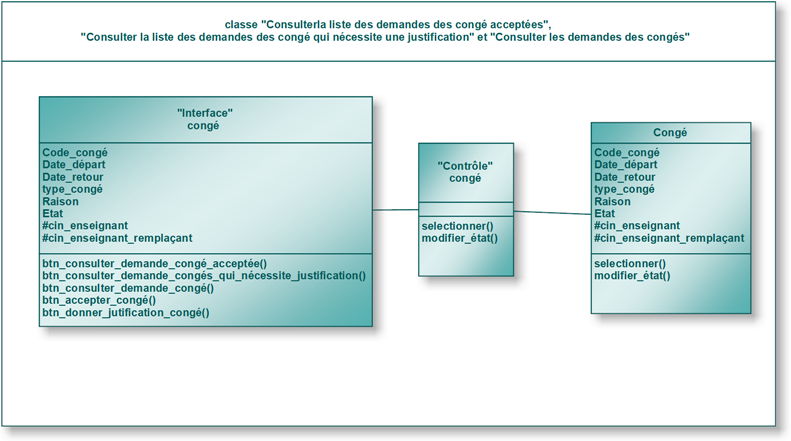 classe "Consulterla liste des demandes des congé acceptées",
"Consulter la liste des demandes des congé qui nécessite une justification" et "Consulter les demandes des congés"
"Interface"
congé
Code_congé
Date_départ
Date_retour
type_congé
Raison
Etat
#cin_enseignant
#cin_enseignant_remplaçant
btn_consulter_demande_congé_acceptée()
btn_consulter_demande_congés_qui_nécessite_justification()
btn_consulter_demande_congé()
btn_accepter_congé()
btn_donner_jutification_congé()
"Contrôle"
congé
selectionner()
modifier_état()
Congé
Code_congé
Date_départ
Date_retour
type_congé
Raison
Etat
#cin_enseignant
#cin_enseignant_remplaçant
selectionner()
modifier_état()